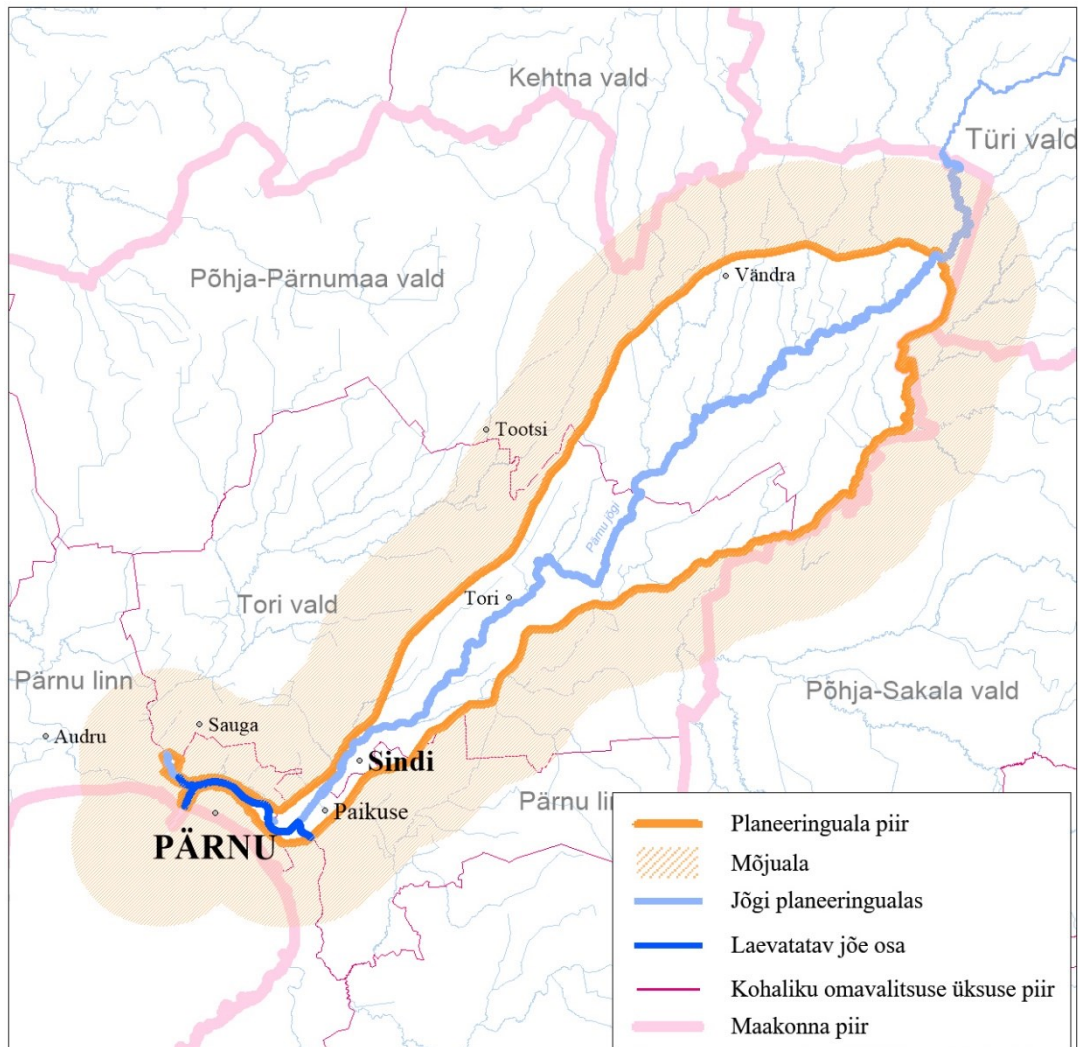 Kehtna vald
Türi vald
Põhja-Pärnumaa vald
Vändra
Tootsi
Pärnu jõgi
Tori
Tori vald
Pärnu linn
Põhja-Sakala vald
Sauga
Audru
Sindi
Paikuse
Pärnu lin
PÄRNU
Planeeringuala piir
Mõjuala
Jõgi planeeringualas
Laevatatav jõe osa
Kohaliku omavalitsuse üksuse piir
Maakonna piir